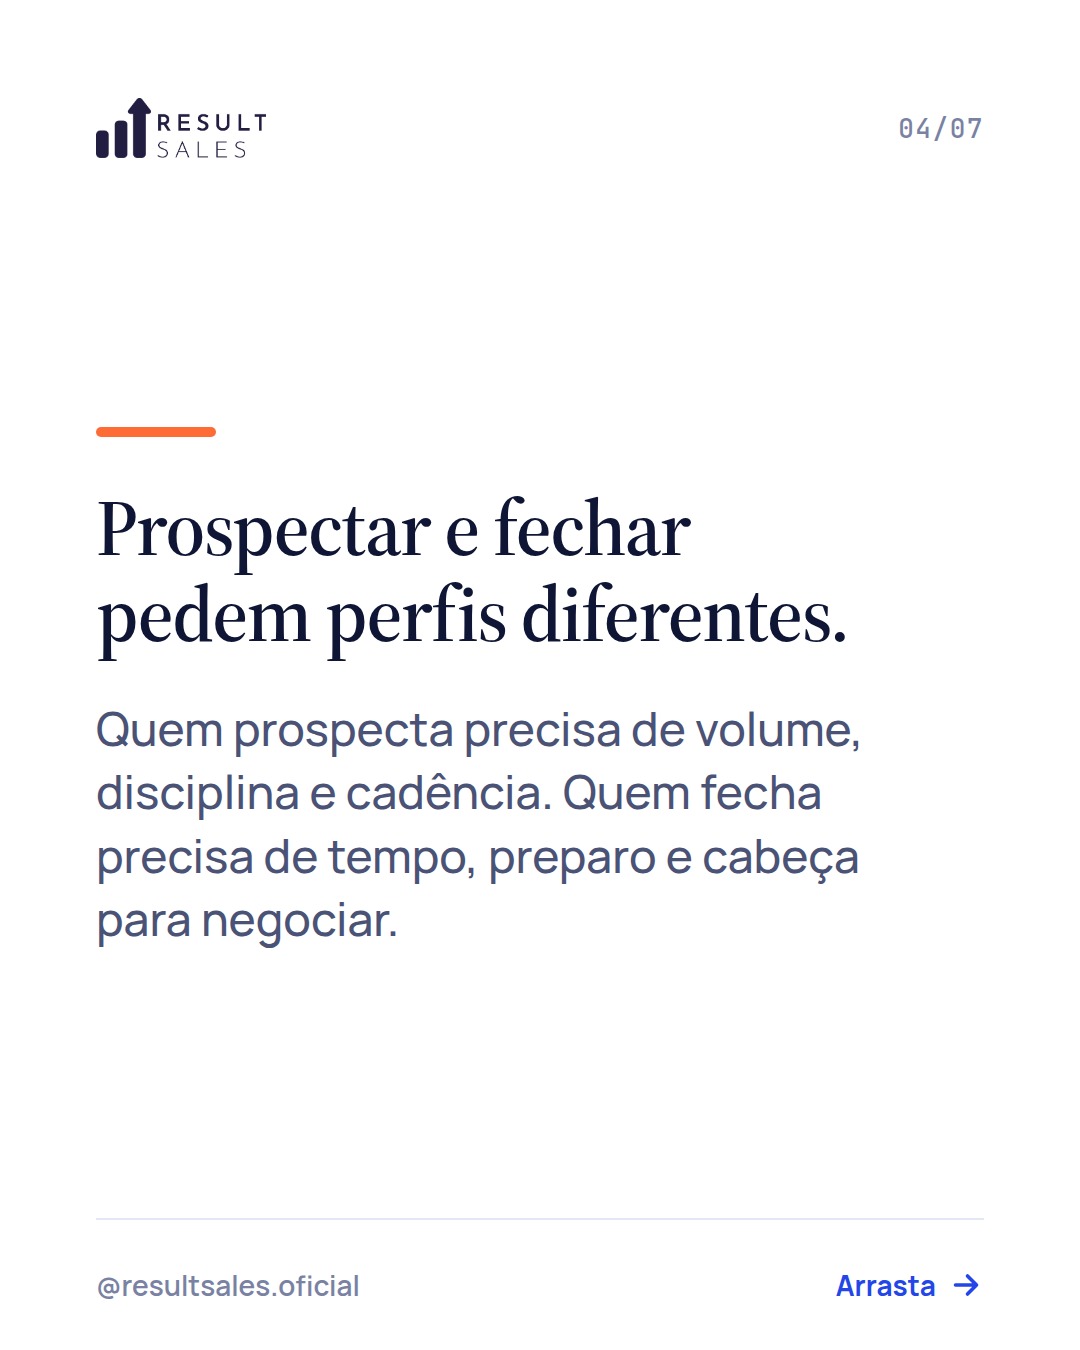 RESULT
SALES
04/07
Prospectar e fechar
pedem perfis diferentes.
Quem prospecta precisa de volume,
disciplina e cadência. Quem fecha
precisa de tempo, preparo e cabeça
para negociar.
@resultsales.oficial
Arrasta →